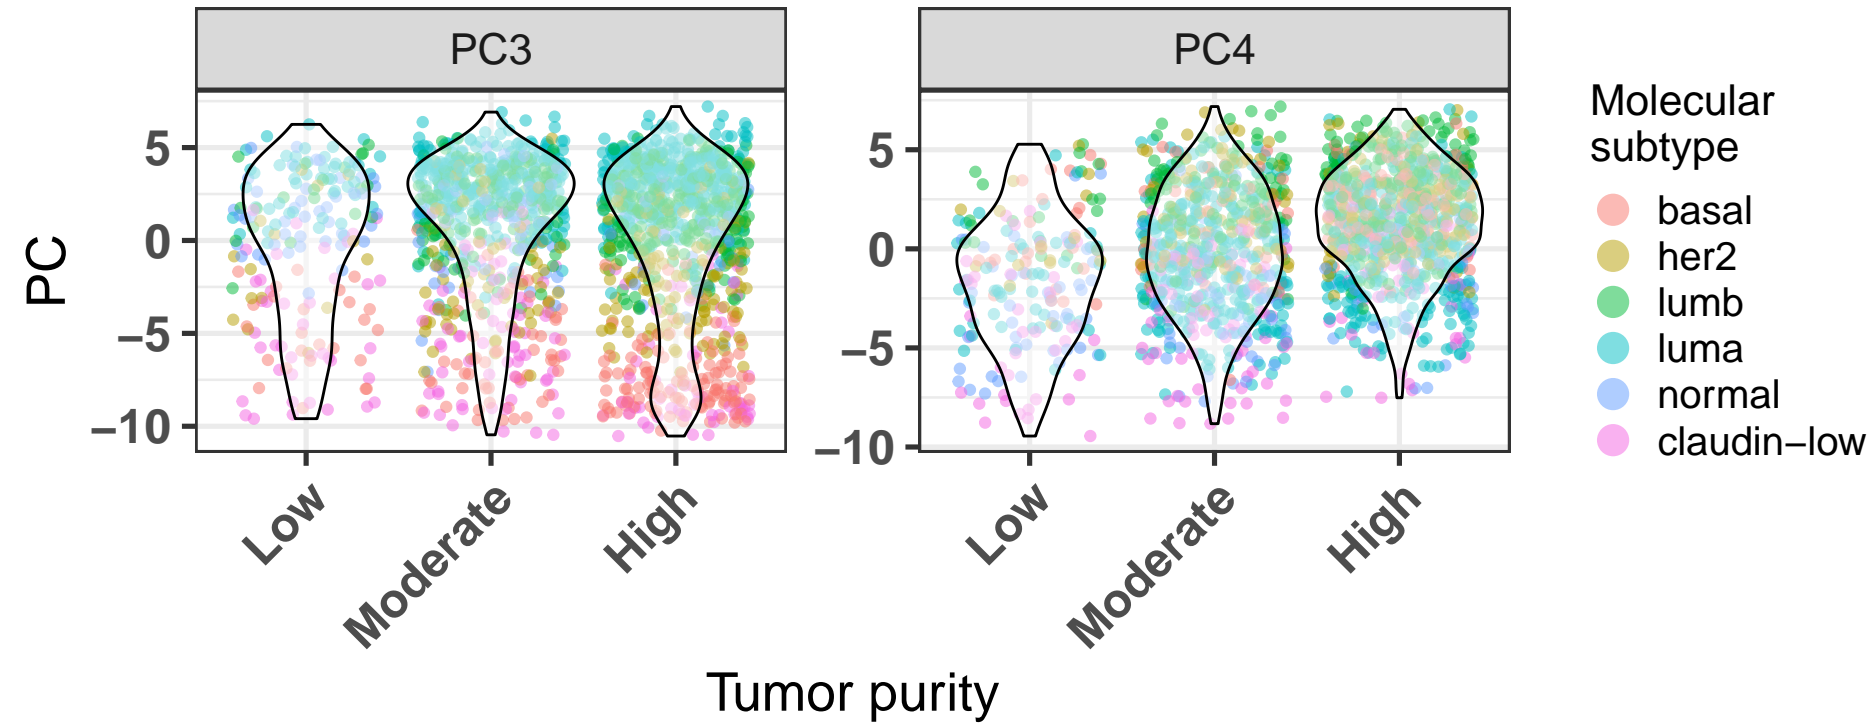 PC3
PC4
PC
5
0
−5
−10
5
0
−5
−10
Low
Moderate
High
Low
Moderate
High
Tumor purity
Molecular
subtype
basal
her2
lumb
luma
normal
claudin−low